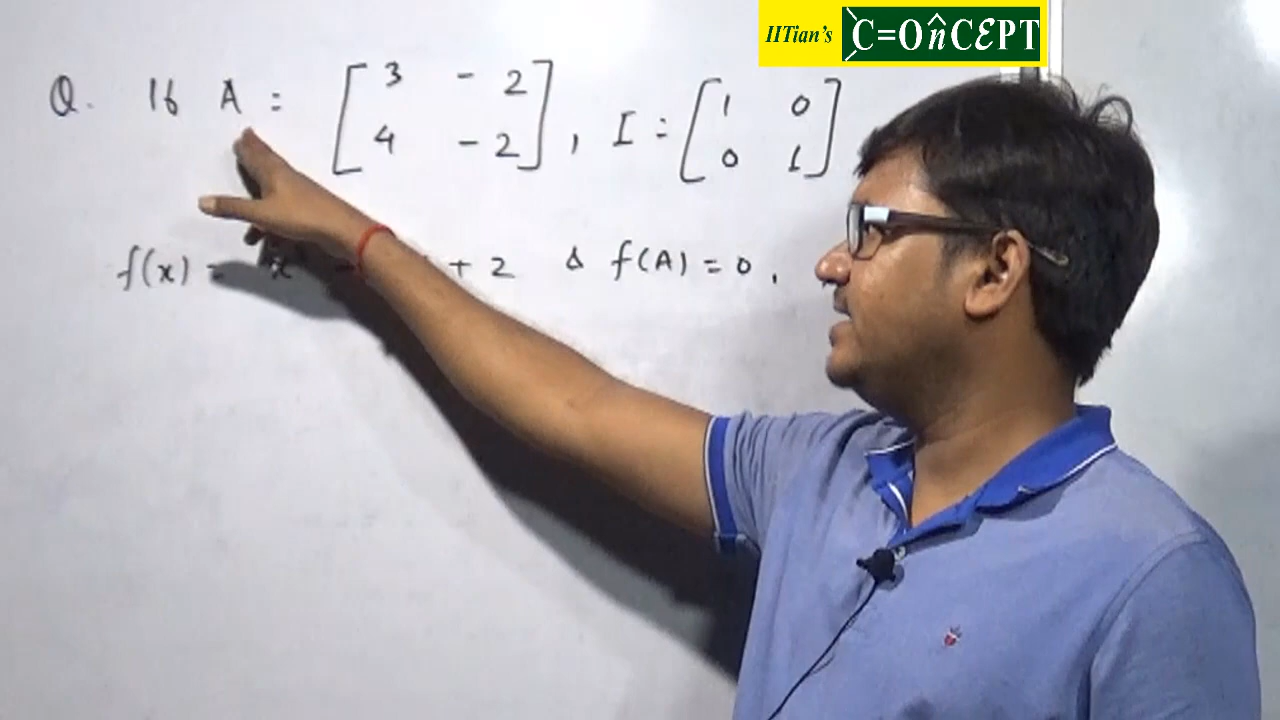 IITian's C=OnCEPT
Q. If A = [ 3 - 2 ] , I = [ 1 0 ]
[ 4 - 2 ] [ 0 1 ]
f(x) = x + 2 & f(A) = 0 .